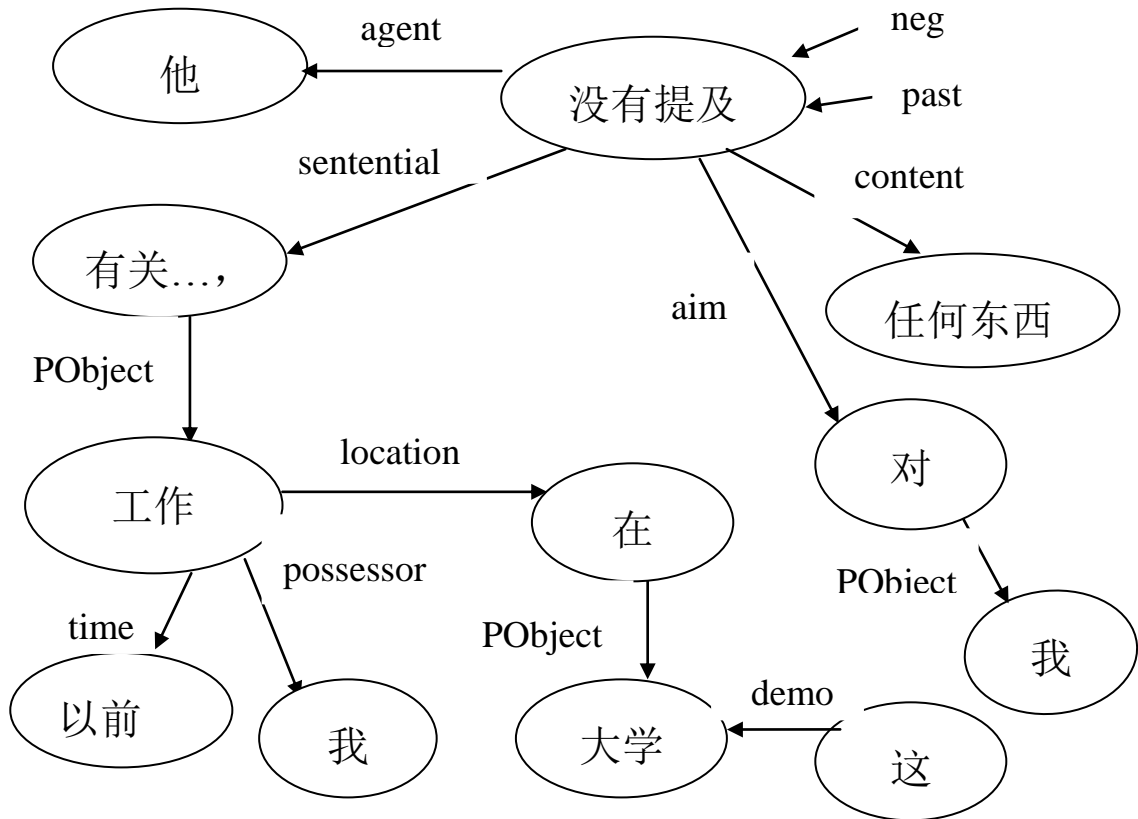 agent
neg
他
没有提及
past
sentential
content
有关…，
aim
任何东西
PObject
location
对
工作
在
possessor
PObject
time
PObject
我
以前
我
demo
大学
这